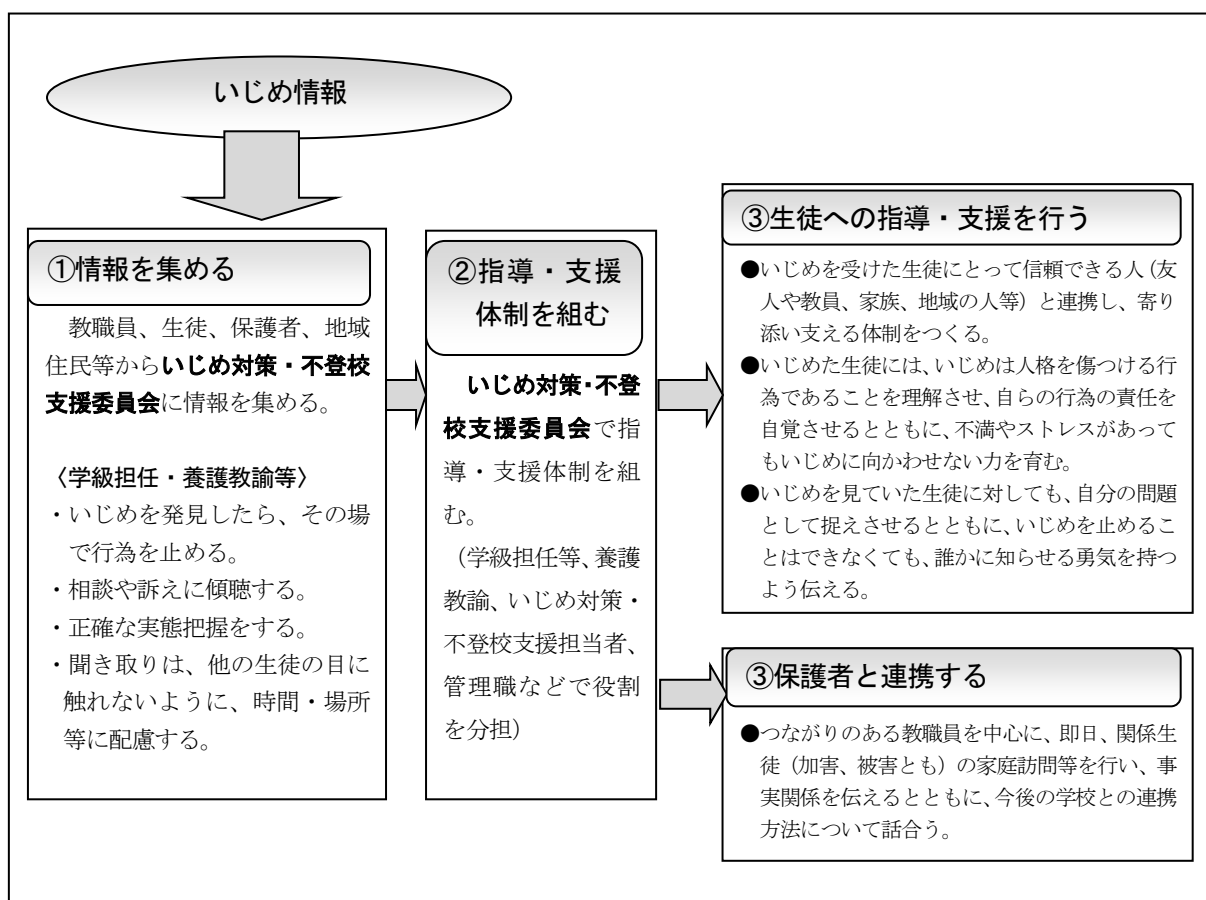 いじめ情報
①情報を集める
教職員、生徒、保護者、地域
住民等からいじめ対策・不登校
支援委員会に情報を集める。
〈学級担任・養護教諭等〉
・いじめを発見したら、その場
で行為を止める。
・相談や訴えに傾聴する。
・正確な実態把握をする。
・聞き取りは、他の生徒の目に
触れないように、時間・場所
等に配慮する。
②指導・支援
体制を組む
いじめ対策・不登
校支援委員会で指
導・支援体制を組
む。
（学級担任等、養護
教諭、いじめ対策・
不登校支援担当者、
管理職などで役割
を分担）
③生徒への指導・支援を行う
●いじめを受けた生徒にとって信頼できる人（友
人や教員、家族、地域の人等）と連携し、寄り
添い支える体制をつくる。
●いじめた生徒には、いじめは人格を傷つける行
為であることを理解させ、自らの行為の責任を
自覚させるとともに、不満やストレスがあって
もいじめに向かわせない力を育む。
●いじめを見ていた生徒に対しても、自分の問題
として捉えさせるとともに、いじめを止めるこ
とはできなくても、誰かに知らせる勇気を持つ
よう伝える。
③保護者と連携する
●つながりのある教職員を中心に、即日、関係生
徒（加害、被害とも）の家庭訪問等を行い、事
実関係を伝えるとともに、今後の学校との連携
方法について話合う。